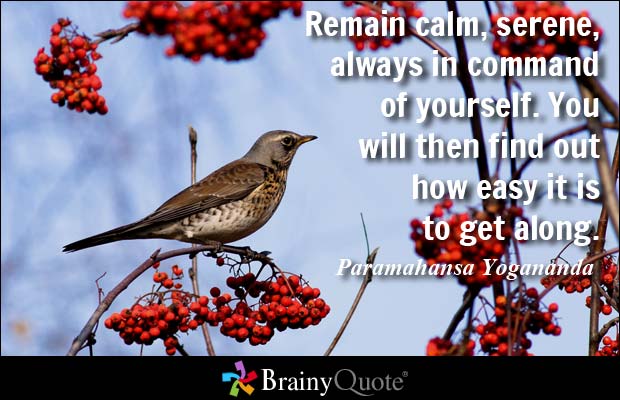 Remain calm, serene,
always in command
of yourself. You
will then find out
how easy it is
to get along.
Paramahansa Yogananda
BrainyQuote®